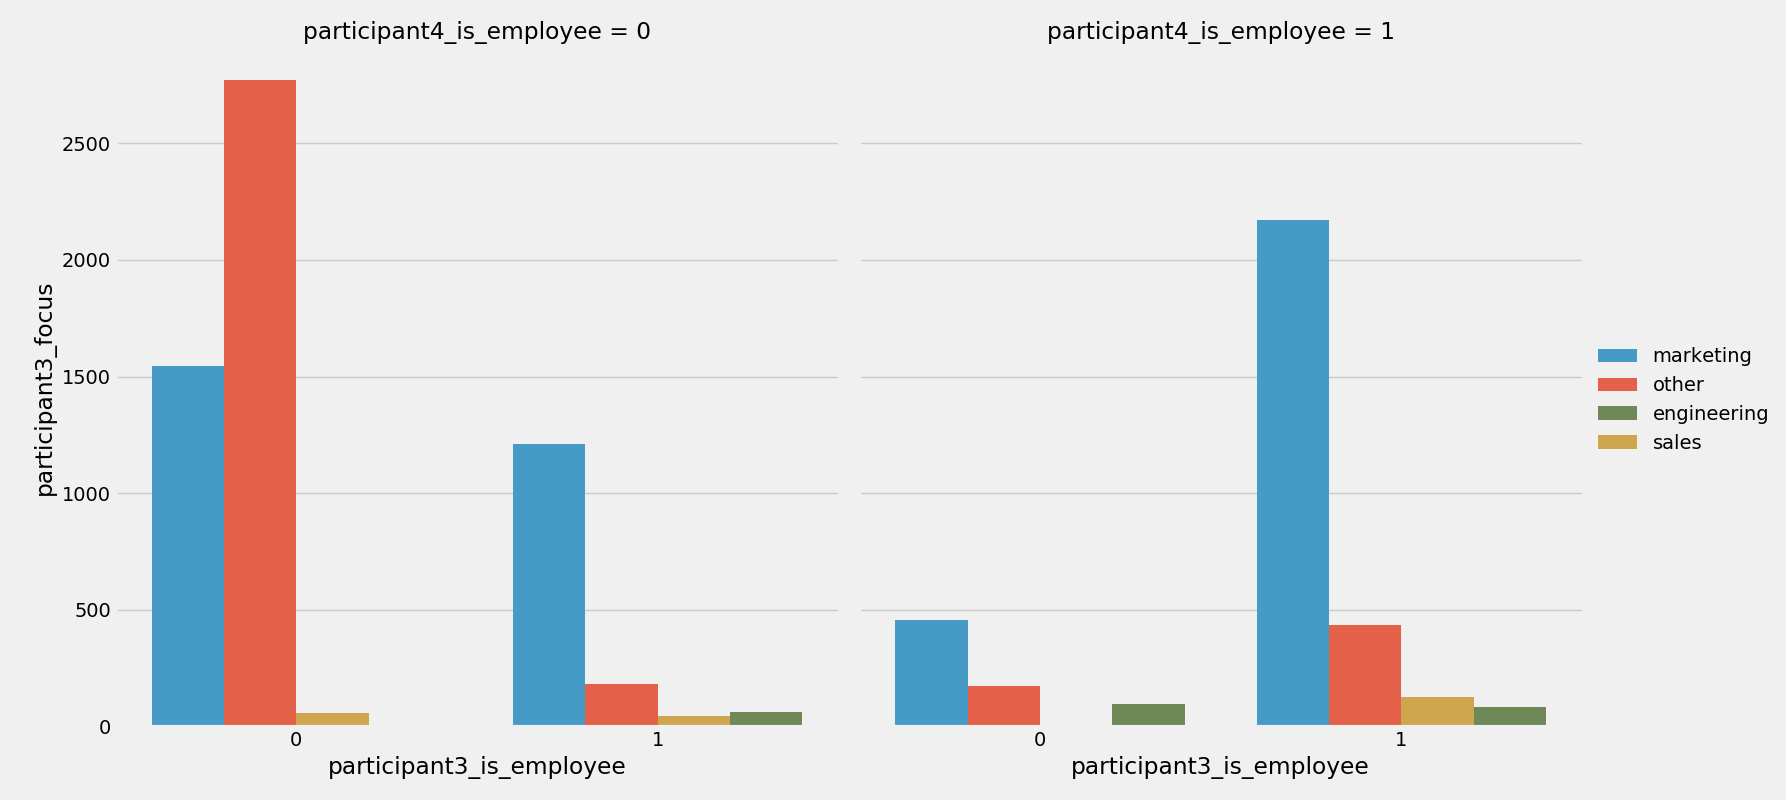 participant4_is_employee = 0
participant4_is_employee = 1
participant3_focus
2500
2000
1500
1000
500
0
0
1
0
1
participant3_is_employee
participant3_is_employee
marketing
other
engineering
sales